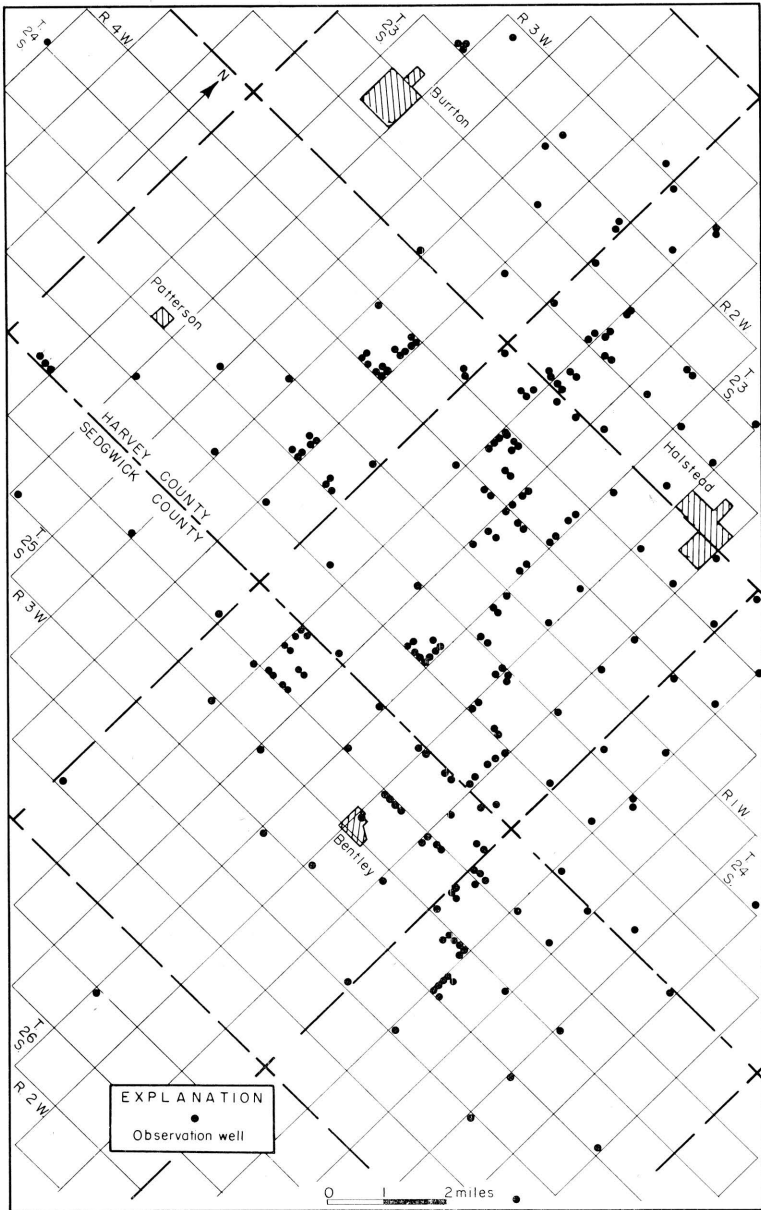 T.
24
S
R 4 W
T.
23
S
R 3 W
N
Burrton
Patterson
R 2 W
T
23
S.
HARVEY COUNTY
SEDGWICK COUNTY
Halstead
T
25
S
R 3 W
R I W
T
24
S.
Bentley
T
26
S.
R 2 W
EXPLANATION
Observation well
0 1 2 miles